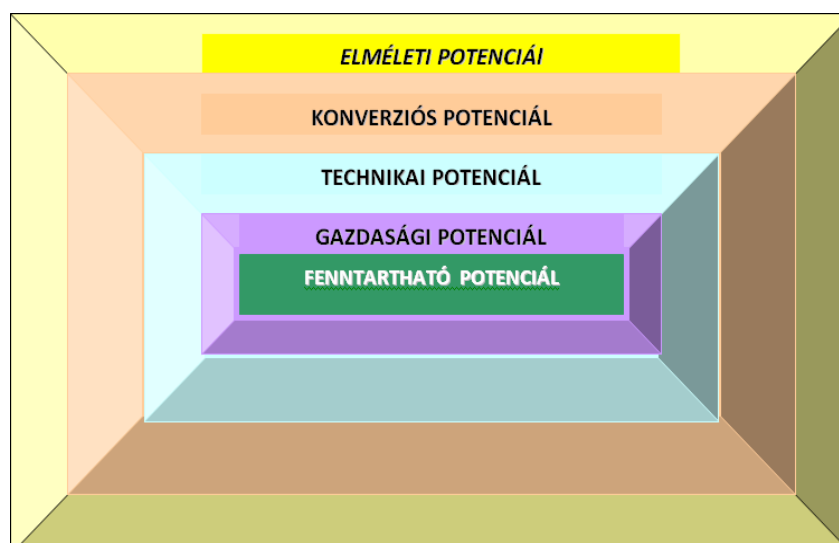 ELMÉLETI POTENCIÁl
KONVERZIÓS POTENCIÁL
TECHNIKAI POTENCIÁL
GAZDASÁGI POTENCIÁL
FENNTARTHATÓ POTENCIÁL